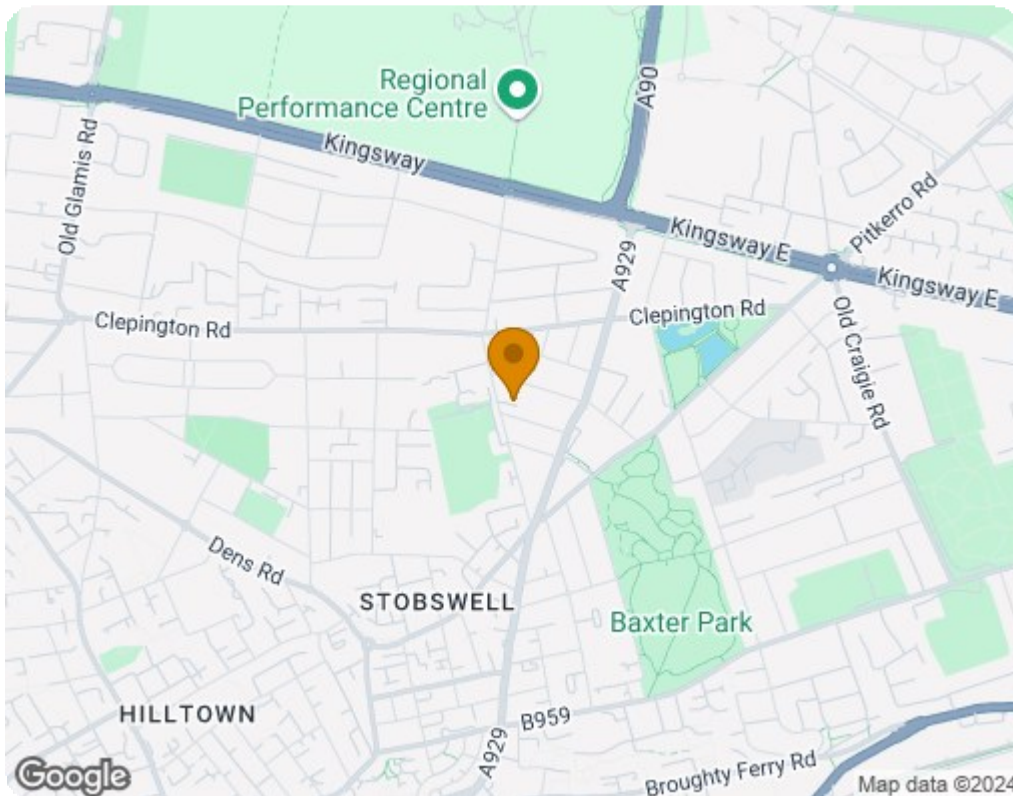 Regional
Performance Centre
A90
Kingsway
Old Glamis Rd
Pitkerro Rd
Kingsway E
A929
Kingsway E
Clepington Rd
Clepington Rd
Old Craigie Rd
Dens Rd
STOBSWELL
Baxter Park
HILLTOWN
B959
A929
Broughty Ferry Rd
Google
Map data ©2024